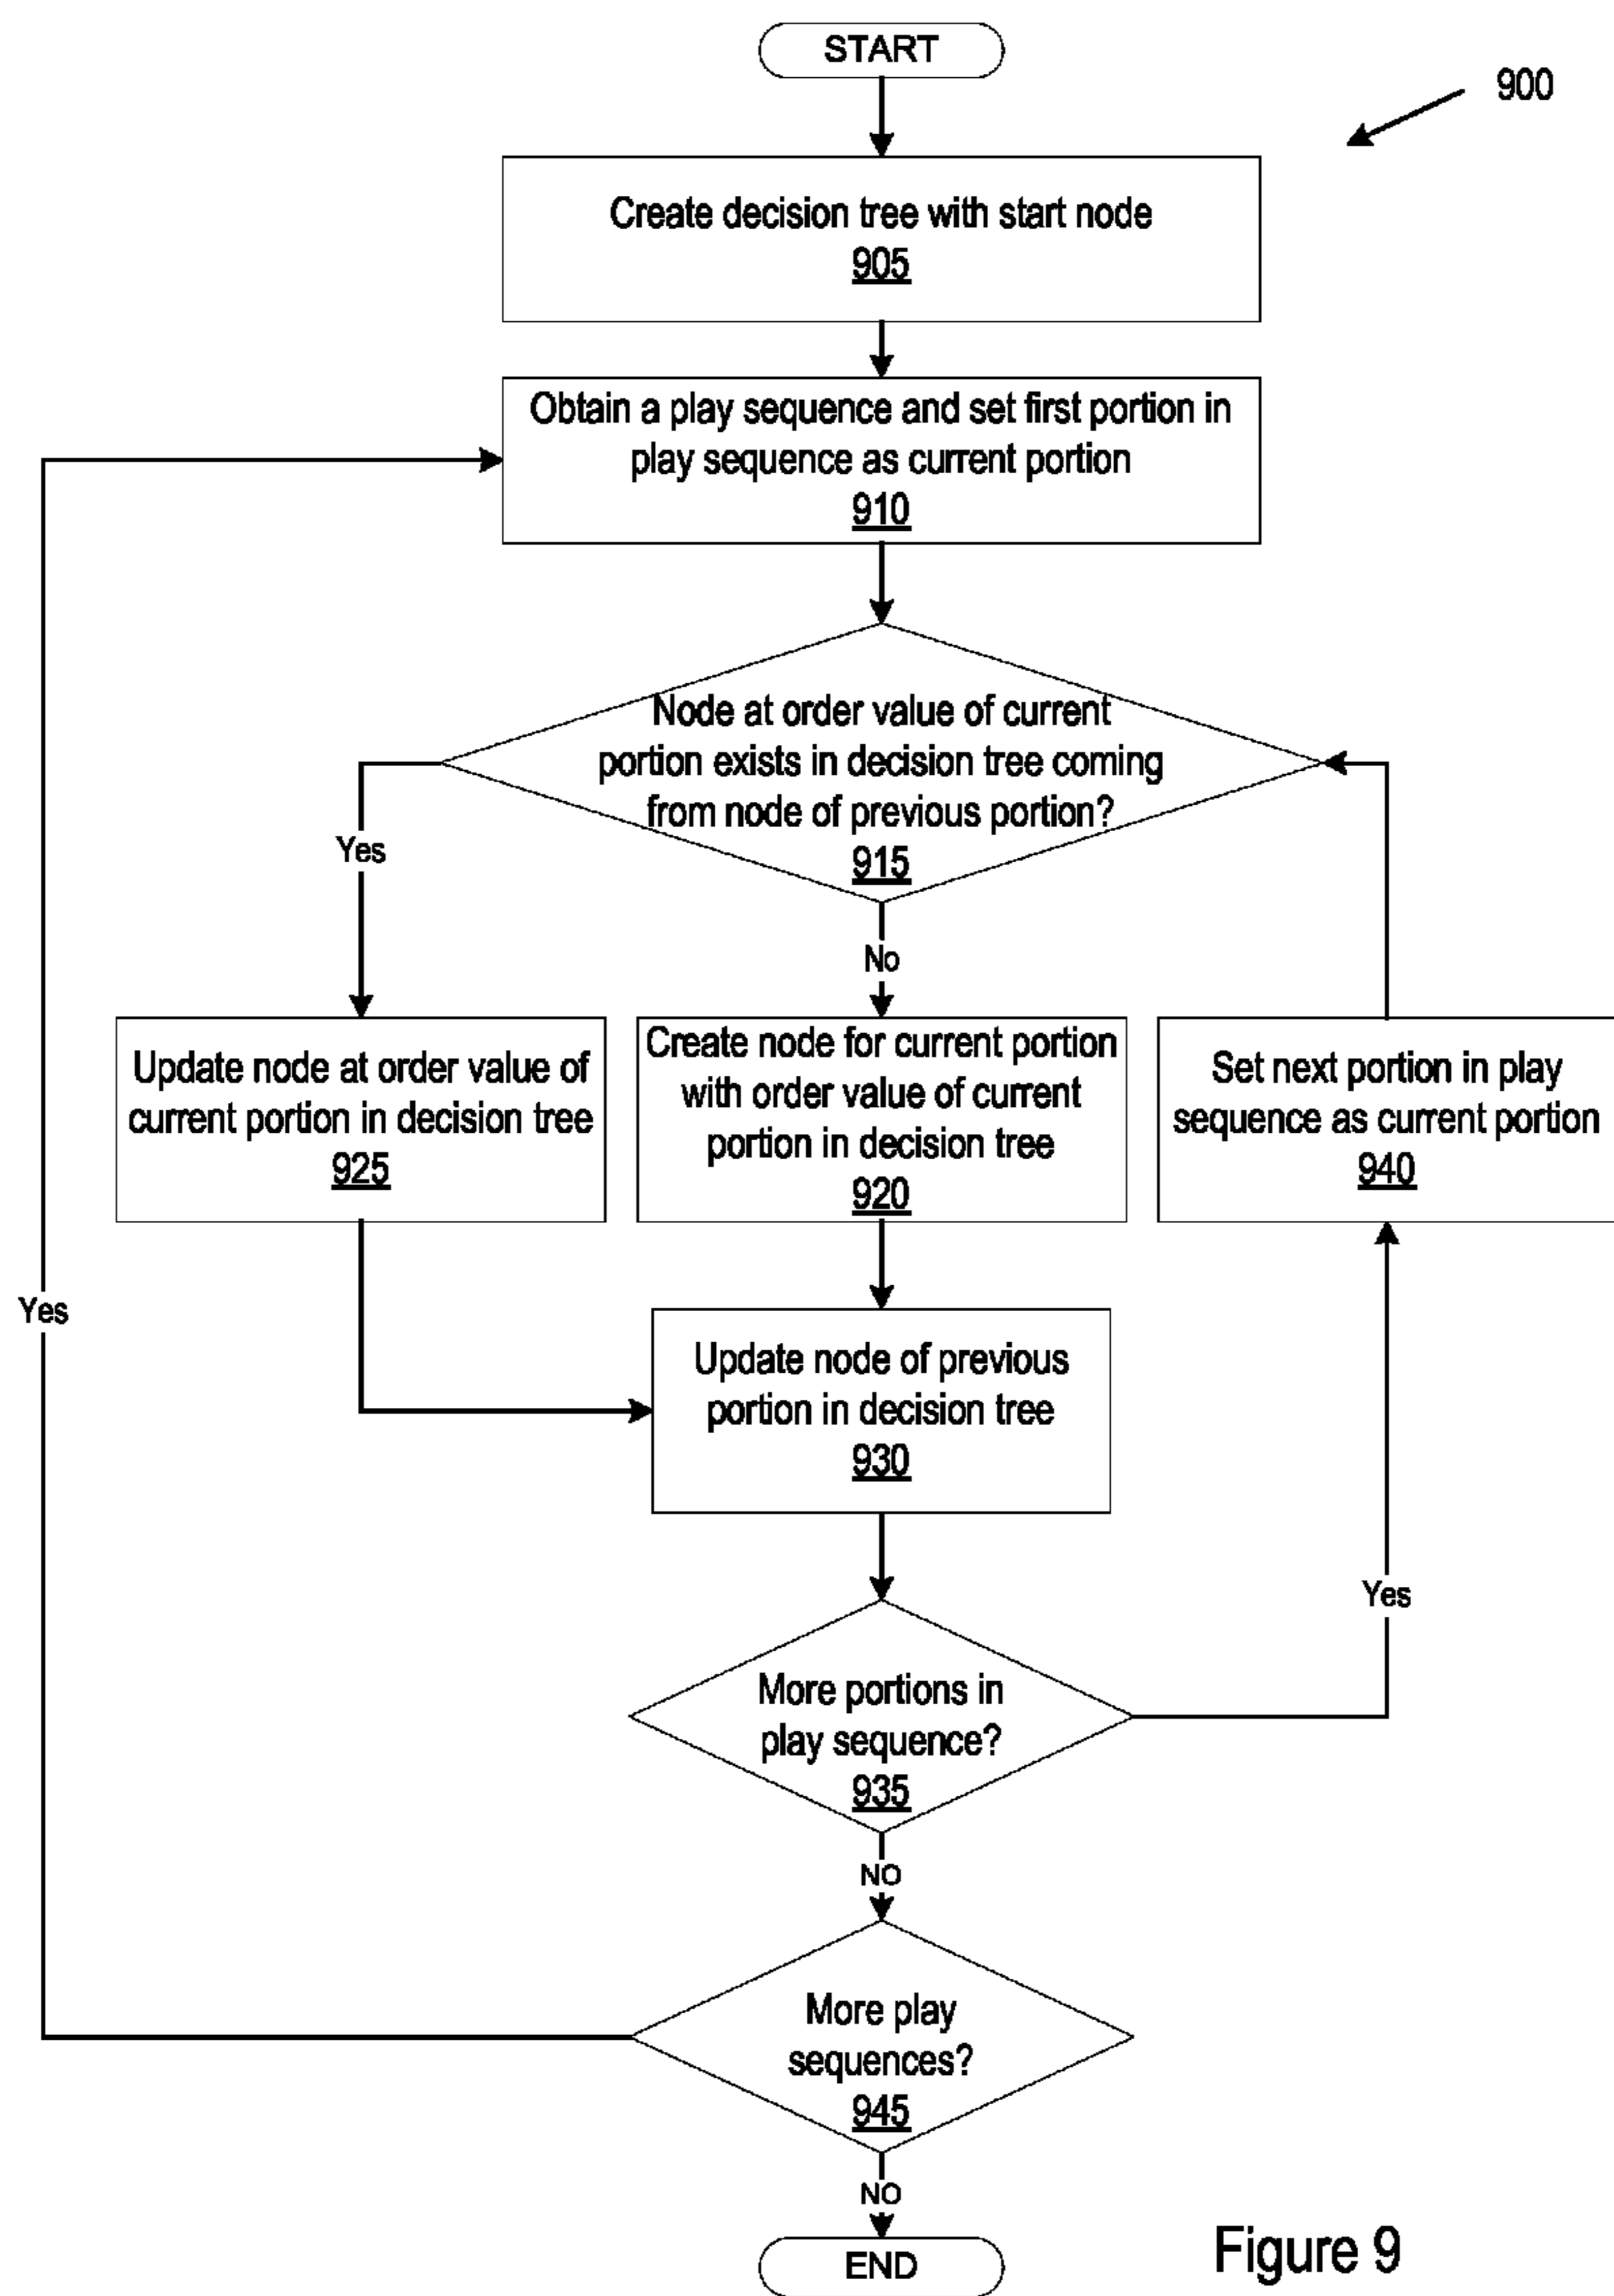 START
900
Create decision tree with start node
905
Obtain a play sequence and set first portion in
play sequence as current portion
910
Node at order value of current
portion exists in decision tree coming
from node of previous portion?
915
Yes
No
Update node at order value of
current portion in decision tree
925
Create node for current portion
with order value of current
portion in decision tree
920
Set next portion in play
sequence as current portion
940
Yes
Update node of previous
portion in decision tree
930
Yes
More portions in
play sequence?
935
NO
More play
sequences?
945
NO
END
Figure 9